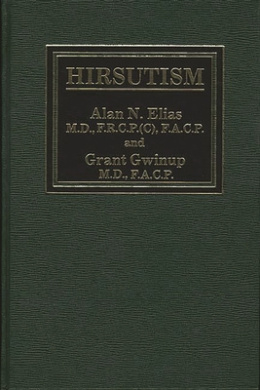 HIRSUTISM
Alan N. Elias
M.D., F.R.C.P.(C), F.A.C.P.
and
Grant Gwinup
M.D., F.A.C.P.